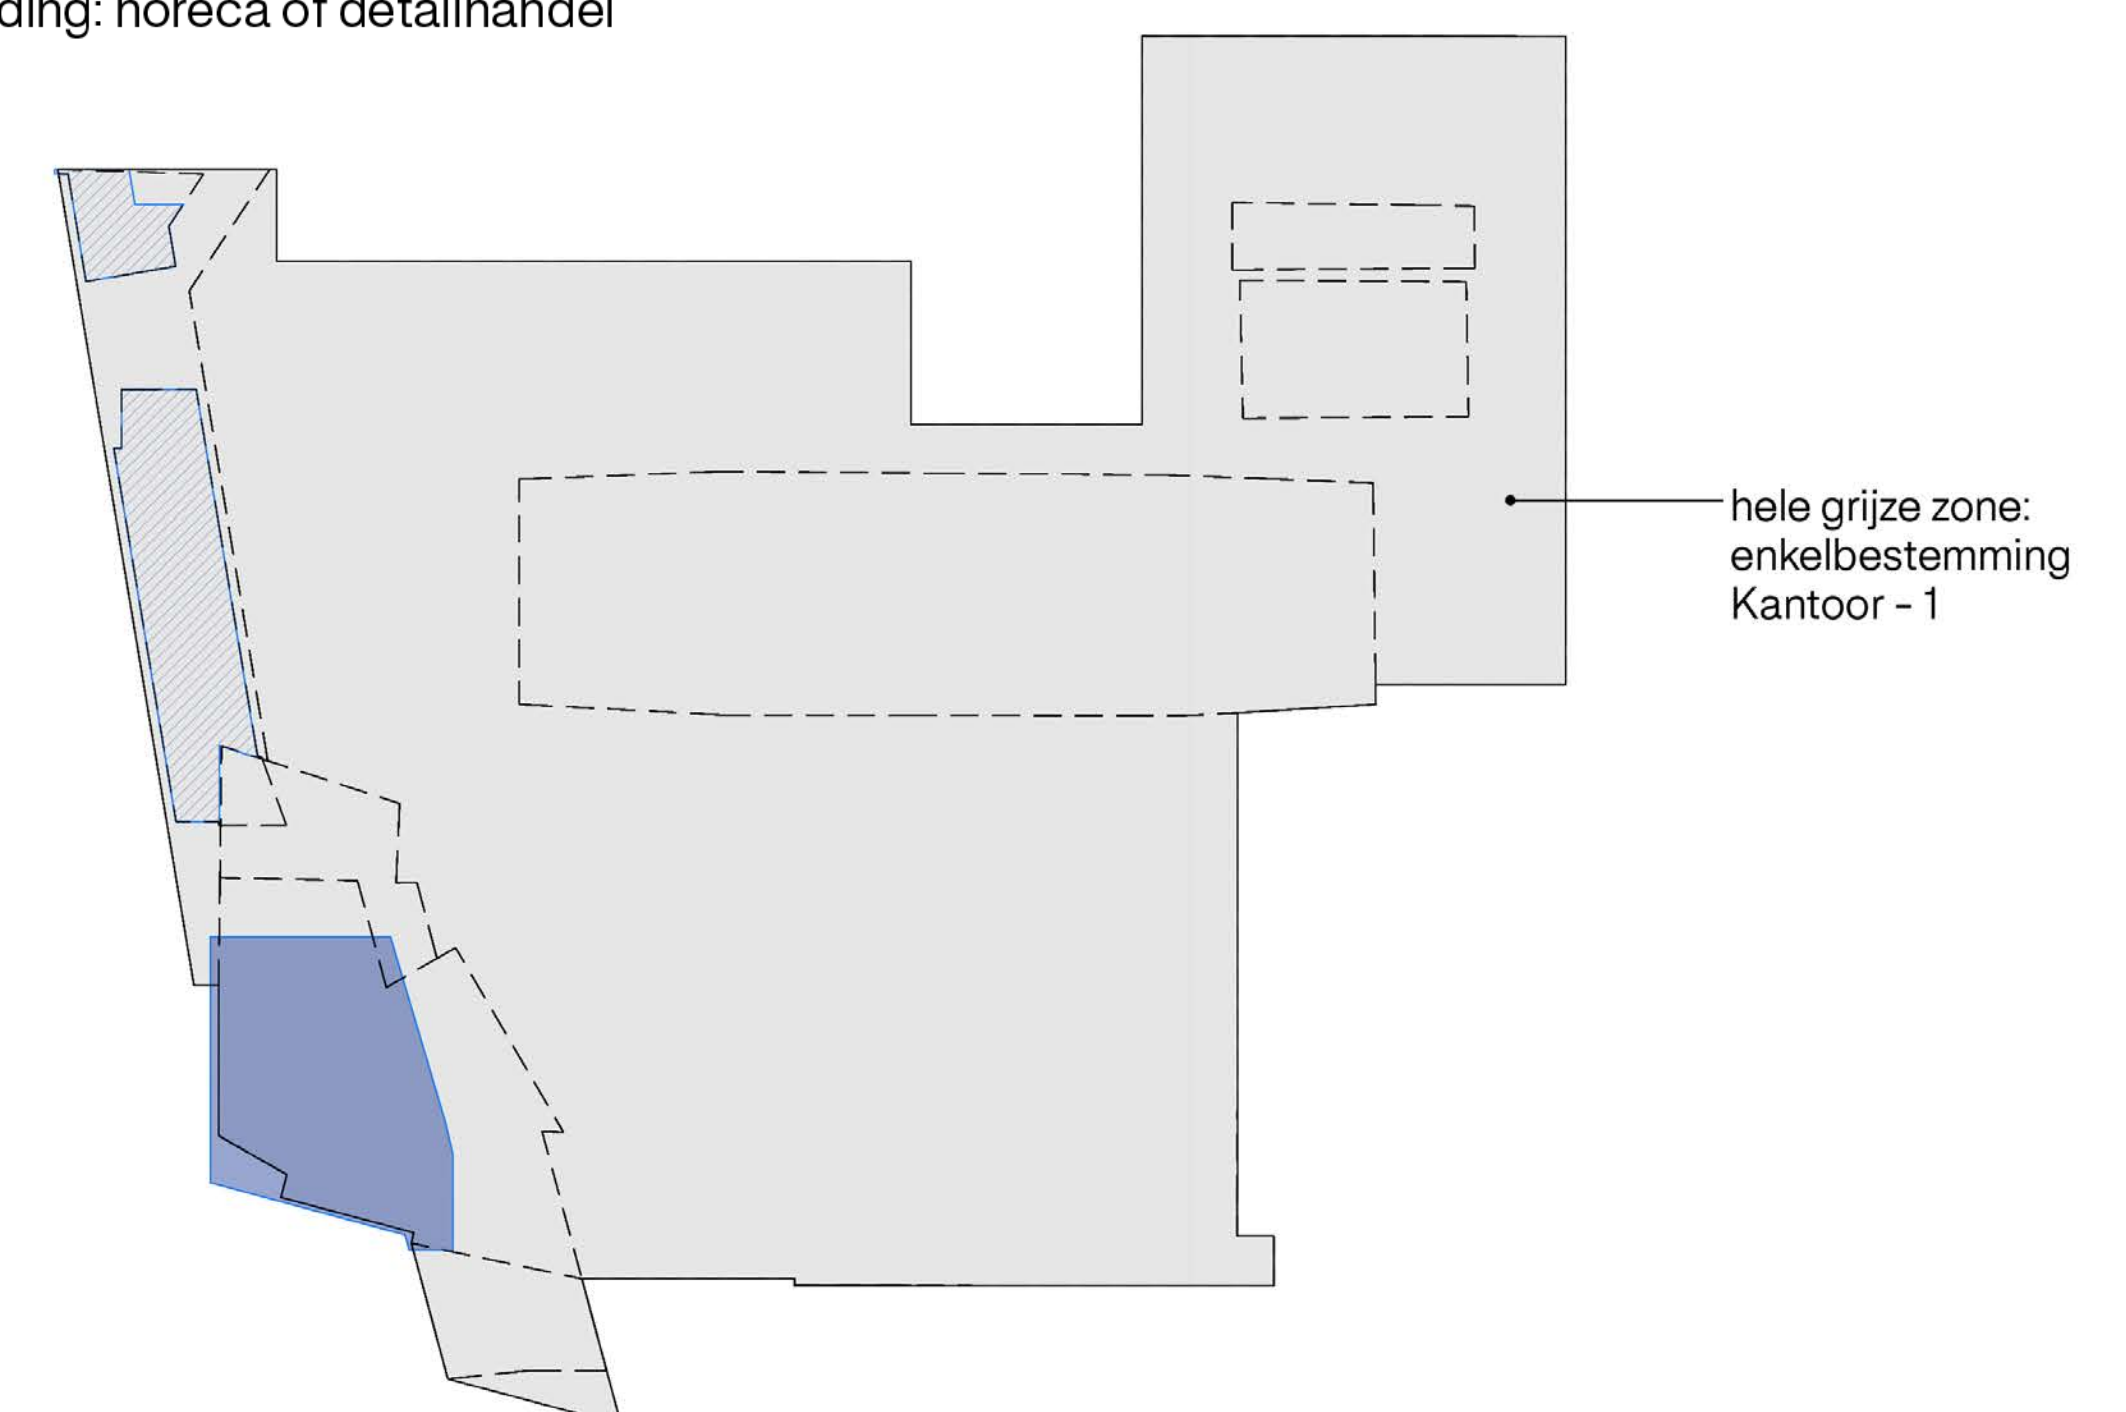 ding: horeca of detailhandel
hele grijze zone:
enkelbestemming
Kantoor - 1